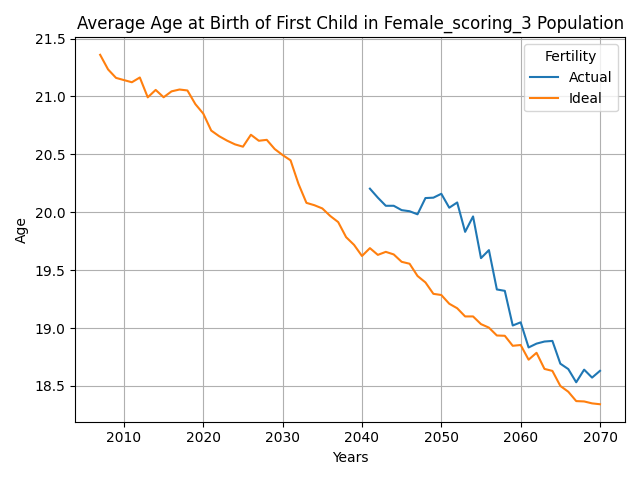 Average Age at Birth of First Child in Female_scoring_3 Population
21.5
21.0
20.5
20.0
19.5
19.0
18.5
Age
Fertility
Actual
Ideal
2010 2020 2030 2040 2050 2060 2070
Years